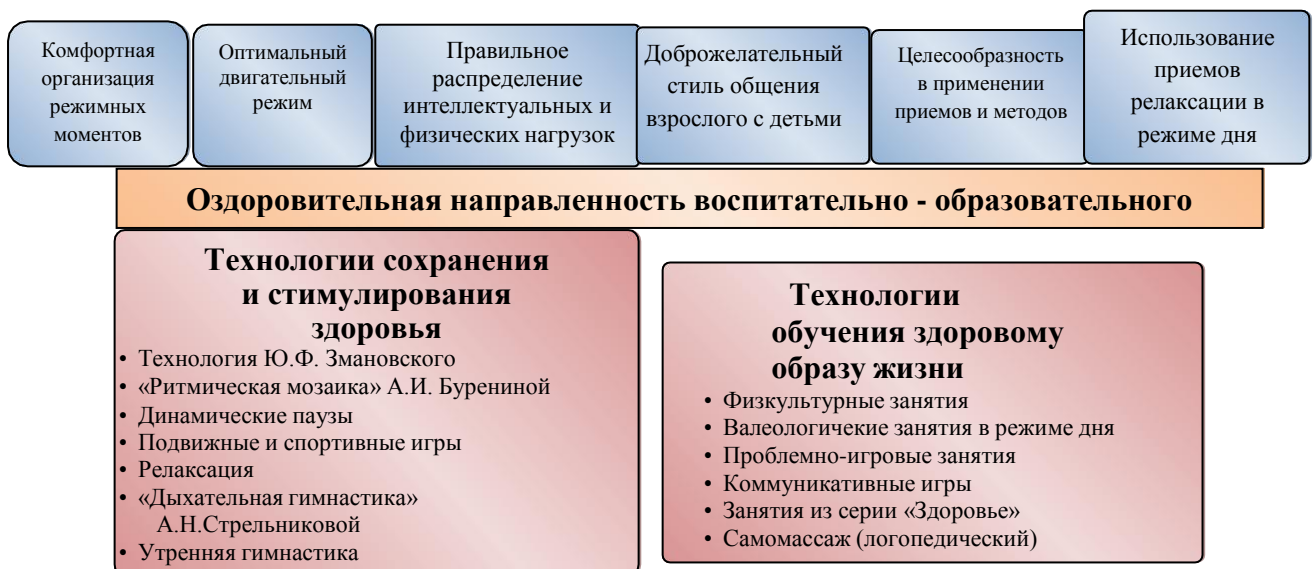 Комфортная
организация
режимных
моментов
Оптимальный
двигательный
режим
Правильное
распределение
интеллектуальных и
физических нагрузок
Доброжелательный
стиль общения
взрослого с детьми
Целесообразность
в применении
приемов и методов
Использование
приемов
релаксации в
режиме дня
Оздоровительная направленность воспитательно - образовательного
Технологии сохранения
и стимулирования
здоровья
• Технология Ю.Ф. Змановского
• «Ритмическая мозаика» А.И. Бурениной
• Динамические паузы
• Подвижные и спортивные игры
• Релаксация
• «Дыхательная гимнастика»
А.Н.Стрельниковой
• Утренняя гимнастика
Технологии
обучения здоровому
образу жизни
• Физкультурные занятия
• Валеологичекие занятия в режиме дня
• Проблемно-игровые занятия
• Коммуникативные игры
• Занятия из серии «Здоровье»
• Самомассаж (логопедический)